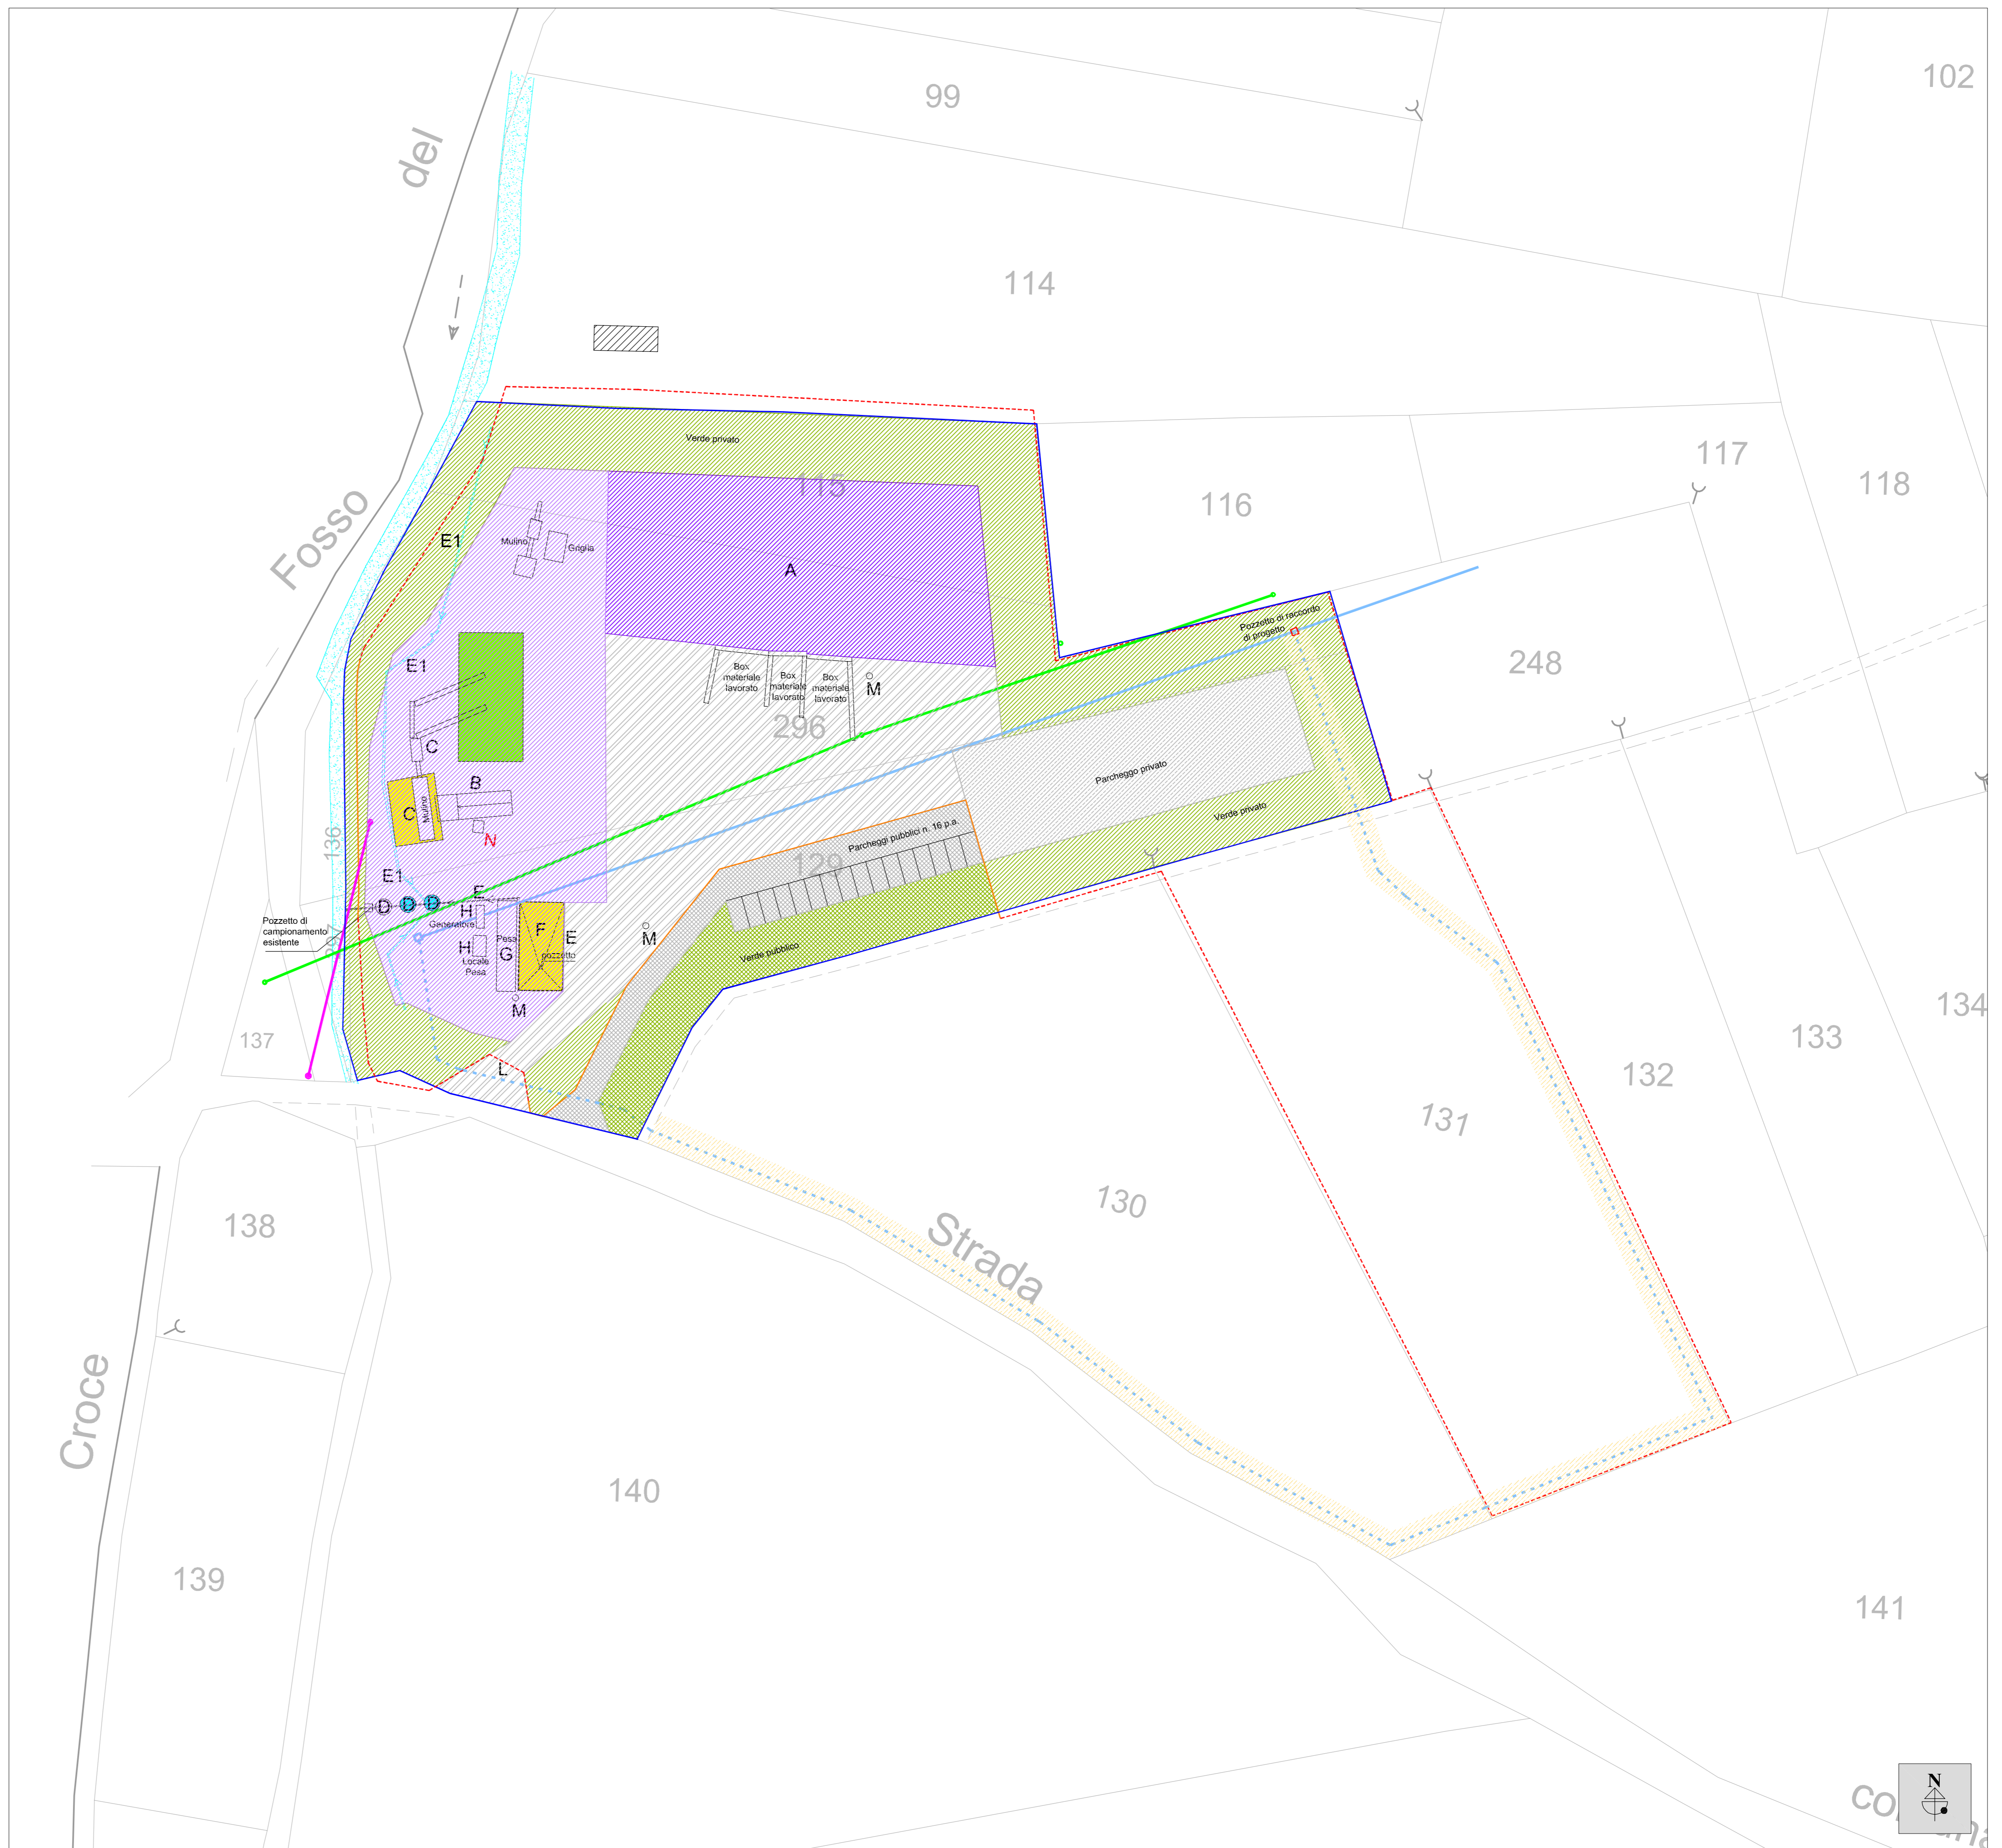 99
102
del
114
Verde privato
115
117
118
116
Fosso
E1
Mulino
Griglia
A
Pozzetto di raccordo
di progetto
248
E1
Box
materiale
lavorato
Box
materiale
lavorato
Box
materiale
lavorato
M
296
C
Parcheggo privato
B
C
Mulino
N
Verde privato
Parcheggi pubblici n. 16 p.a.
129
136
E1
D
D
D
E
H
Generatore
Pozzetto di
campionamento
esistente
F
E
pozzetto
Pesa
G
H
Locale
Pesa
M
M
Verde pubblico
137
L
134
133
132
131
130
138
Strada
Croce
140
139
141
N